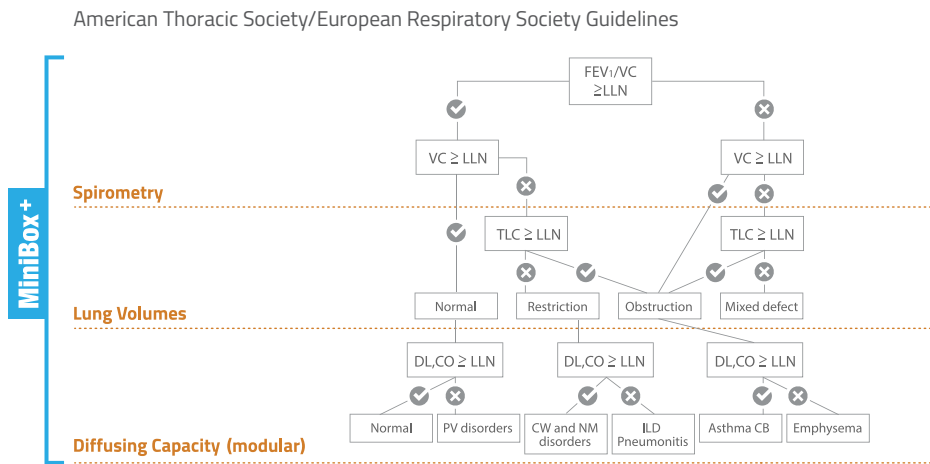 American Thoracic Society/European Respiratory Society Guidelines
MiniBox+
FEV₁/VC
≥LLN
VC ≥ LLN
VC ≥ LLN
Spirometry
TLC ≥ LLN
TLC ≥ LLN
Normal
Restriction
Obstruction
Mixed defect
Lung Volumes
DL,CO ≥ LLN
DL,CO ≥ LLN
DL,CO ≥ LLN
Normal
PV disorders
CW and NM
disorders
ILD
Pneumonitis
Asthma CB
Emphysema
Diffusing Capacity (modular)